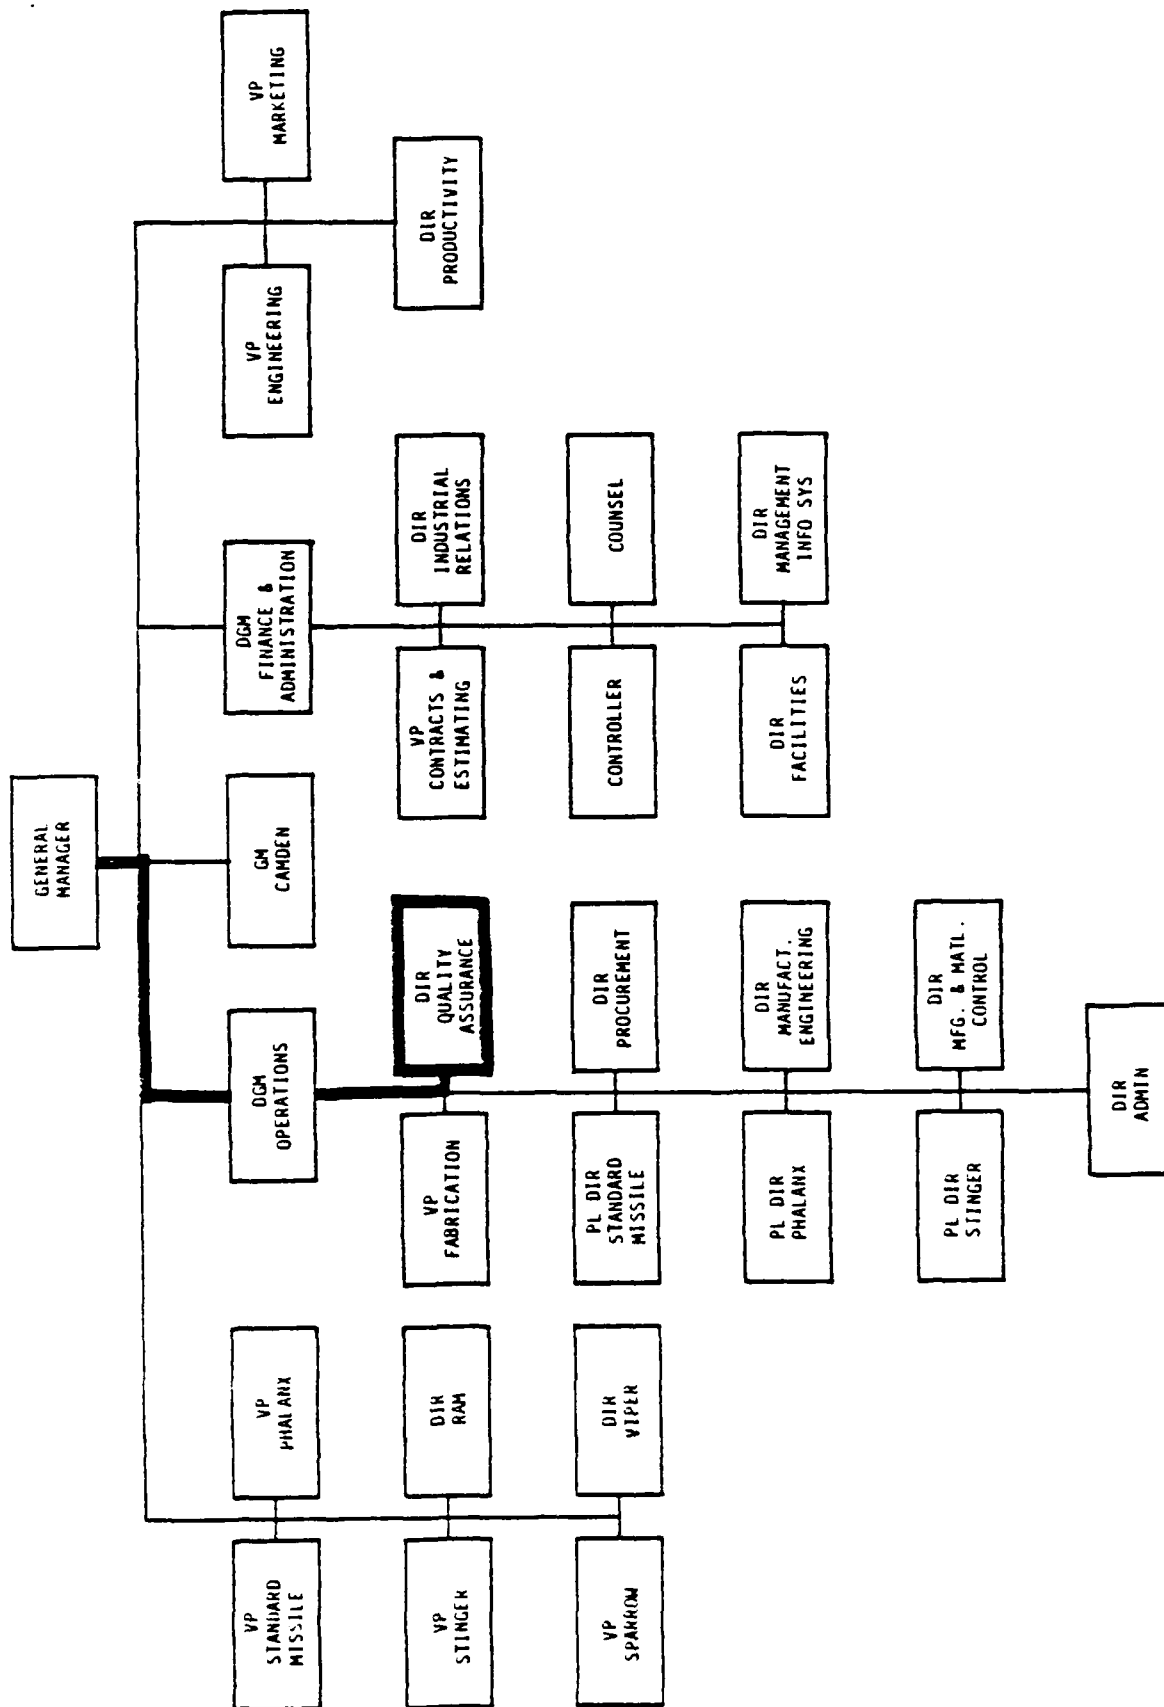 GENERAL
MANAGER
VP
STANDARD
MISSILE
VP
PHALANX
DGM
OPERATIONS
GM
CAMDEN
DGM
FINANCE &
ADMINISTRATION
VP
ENGINEERING
VP
MARKETING
VP
STINGER
DIR
RAM
VP
FABRICATION
DIR
QUALITY
ASSURANCE
VP
CONTRACTS &
ESTIMATING
DIR
INDUSTRIAL
RELATIONS
DIR
PRODUCTIVITY
VP
SPARROW
DIR
VIPER
PL DIR
STANDARD
MISSILE
DIR
PROCUREMENT
CONTROLLER
COUNSEL
PL DIR
PHALANX
DIR
MANUFACT.
ENGINEERING
DIR
FACILITIES
DIR
MANAGEMENT
INFO SYS
PL DIR
STINGER
DIR
MFG. & MATL.
CONTROL
DIR
ADMIN